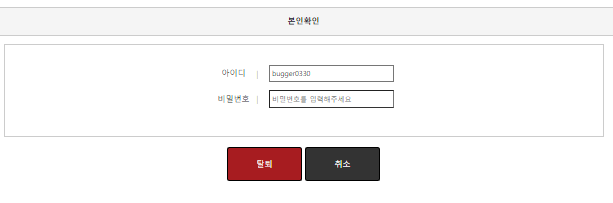 본인확인
아이디 | bugger0330
비밀번호 | 비밀번호를 입력해주세요
탈퇴 취소